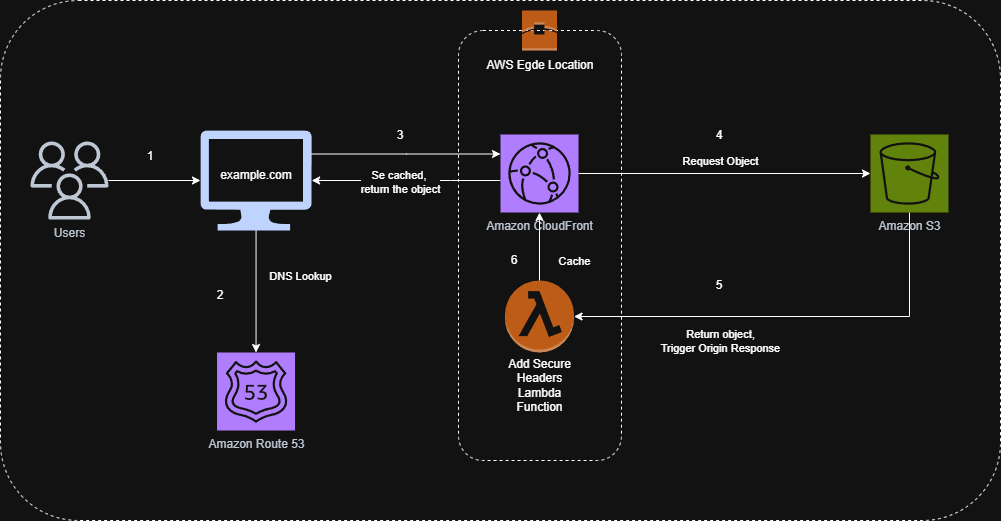 AWS Egde Location
1
3
4
example.com
Se cached,
return the object
Request Object
Users
Amazon CloudFront
Amazon S3
DNS Lookup
2
6
Cache
5
Return object,
Trigger Origin Response
Add Secure
Headers
Lambda
Function
53
Amazon Route 53